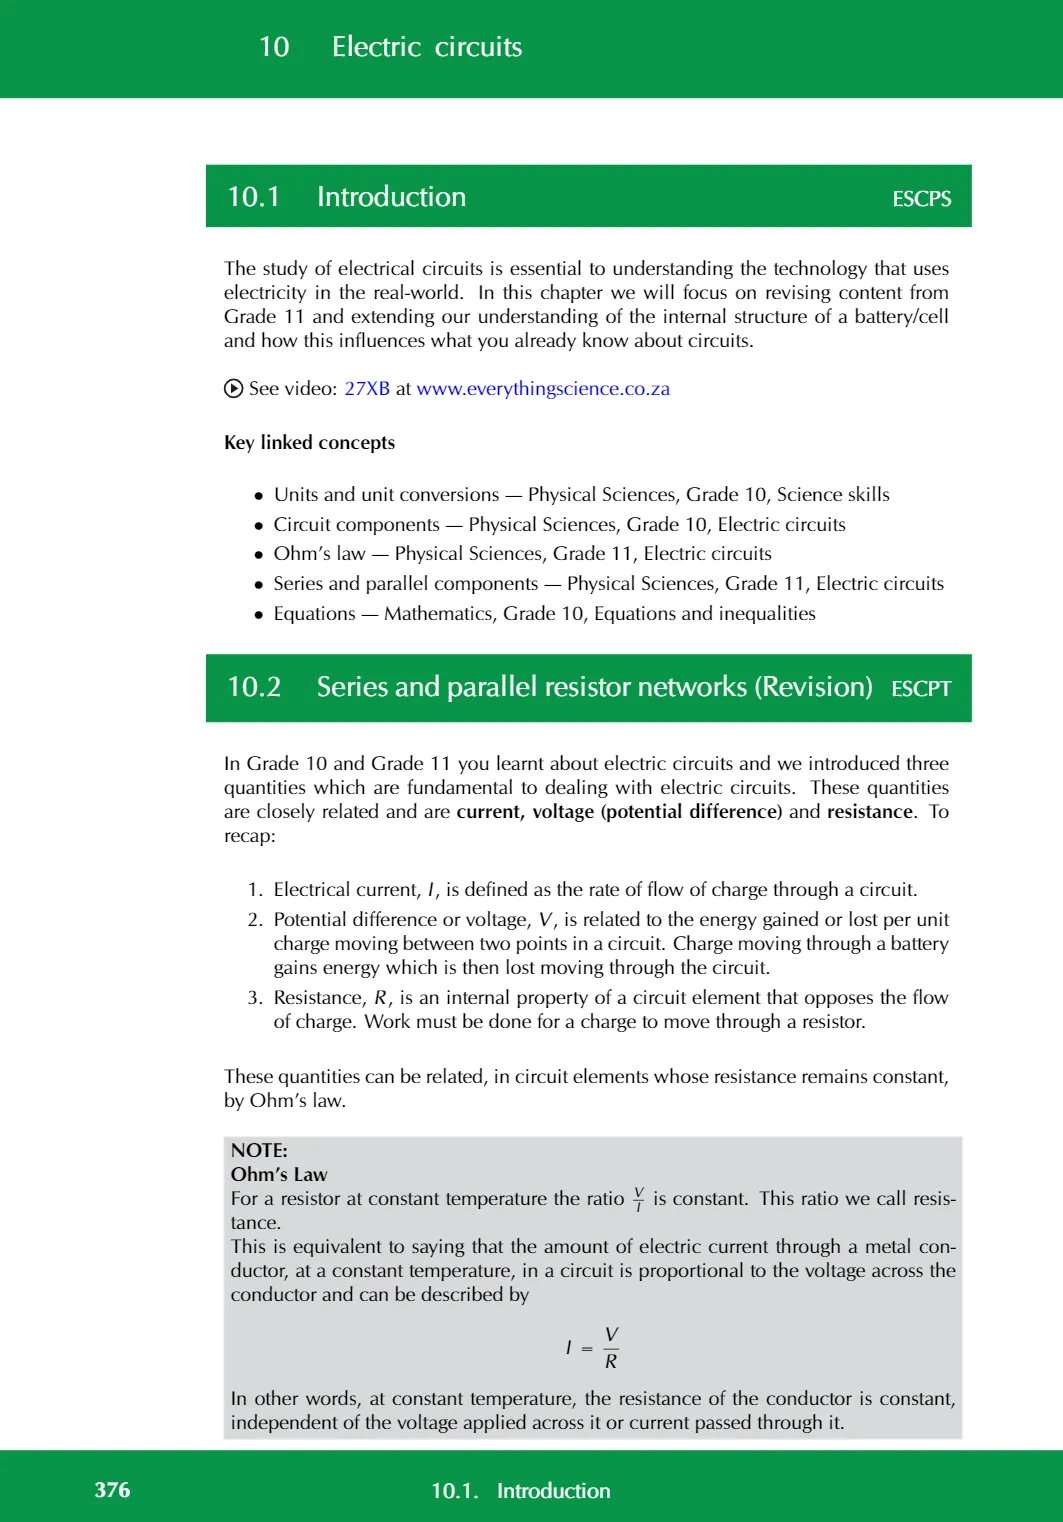 10 Electric circuits
10.1 Introduction ESCPS
The study of electrical circuits is essential to understanding the technology that uses
electricity in the real-world. In this chapter we will focus on revising content from
Grade 11 and extending our understanding of the internal structure of a battery/cell
and how this influences what you already know about circuits.
See video: 27XB at www.everythingscience.co.za
Key linked concepts
• Units and unit conversions — Physical Sciences, Grade 10, Science skills
• Circuit components — Physical Sciences, Grade 10, Electric circuits
• Ohm's law — Physical Sciences, Grade 11, Electric circuits
• Series and parallel components — Physical Sciences, Grade 11, Electric circuits
• Equations — Mathematics, Grade 10, Equations and inequalities
10.2 Series and parallel resistor networks (Revision) ESCPT
In Grade 10 and Grade 11 you learnt about electric circuits and we introduced three
quantities which are fundamental to dealing with electric circuits. These quantities
are closely related and are current, voltage (potential difference) and resistance. To
recap:
1. Electrical current, I, is defined as the rate of flow of charge through a circuit.
2. Potential difference or voltage, V, is related to the energy gained or lost per unit
charge moving between two points in a circuit. Charge moving through a battery
gains energy which is then lost moving through the circuit.
3. Resistance, R, is an internal property of a circuit element that opposes the flow
of charge. Work must be done for a charge to move through a resistor.
These quantities can be related, in circuit elements whose resistance remains constant,
by Ohm's law.
NOTE:
Ohm's Law
For a resistor at constant temperature the ratio V/I is constant. This ratio we call resis-
tance.
This is equivalent to saying that the amount of electric current through a metal con-
ductor, at a constant temperature, in a circuit is proportional to the voltage across the
conductor and can be described by
I = V/R
In other words, at constant temperature, the resistance of the conductor is constant,
independent of the voltage applied across it or current passed through it.
376 10.1. Introduction